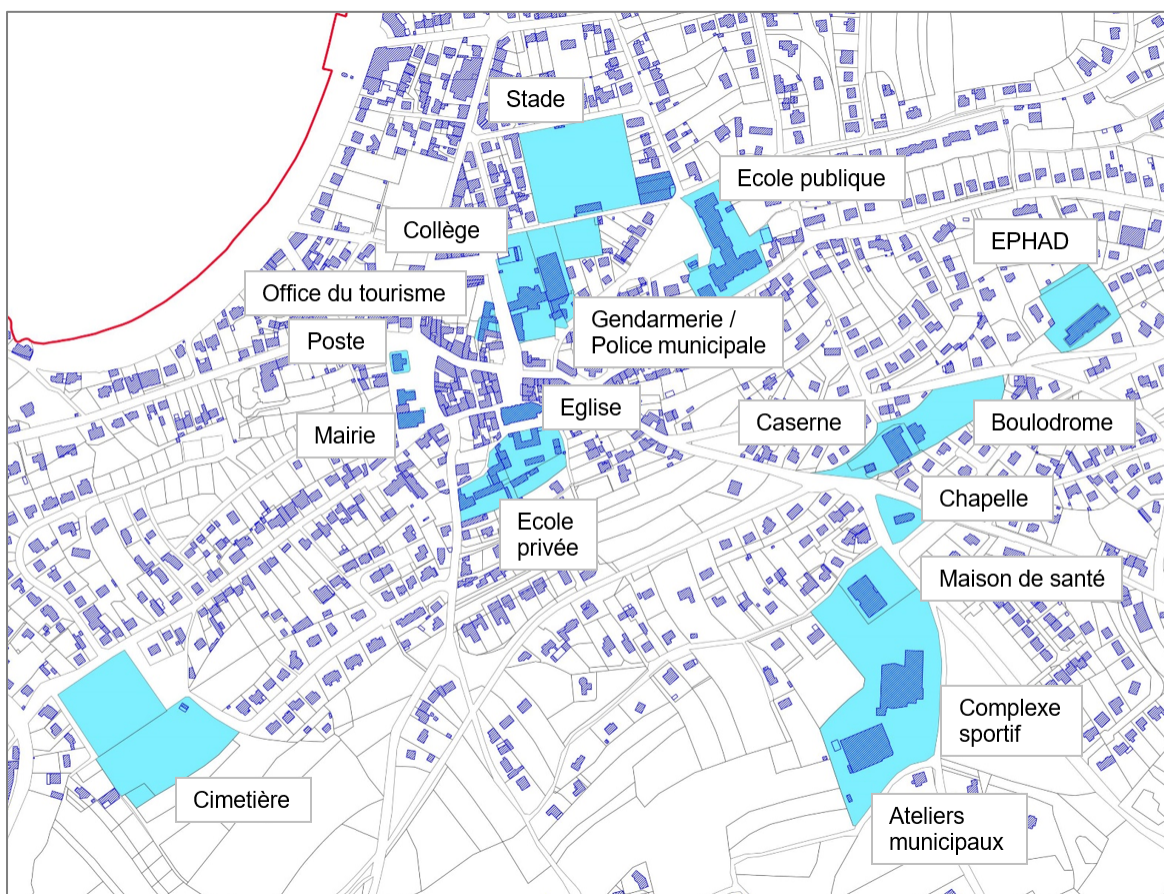 Stade
Ecole publique
Collège
EPHAD
Office du tourisme
Gendarmerie /
Police municipale
Poste
Eglise
Mairie
Caserne
Boulodrome
Chapelle
Ecole
privée
Maison de santé
Complexe
sportif
Cimetière
Ateliers
municipaux